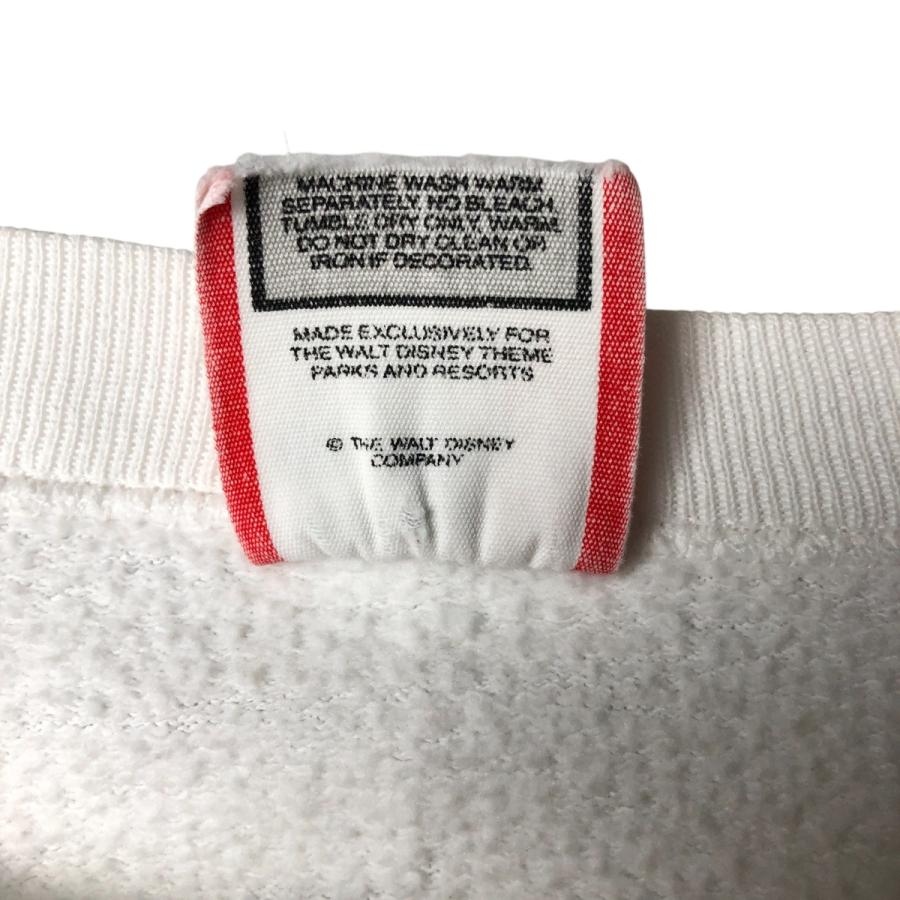 MACHINE WASH WARM
SEPARATELY. NO BLEACH.
TUMBLE DRY ONLY, WARM.
DO NOT DRY CLEAN OR
IRON IF DECORATED.
MADE EXCLUSIVELY FOR
THE WALT DISNEY THEME
PARKS AND RESORTS
© THE WALT DISNEY
COMPANY